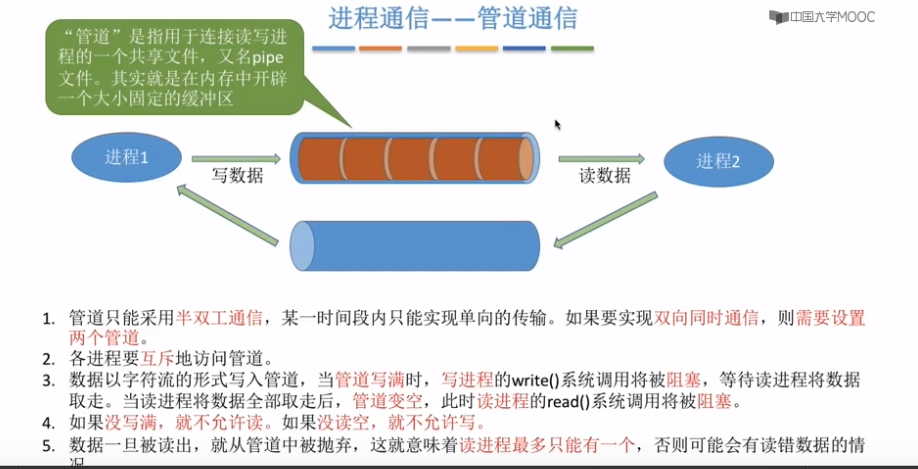 进程通信——管道通信
中国大学MOOC
“管道”是指用于连接读写进
程的一个共享文件，又名pipe
文件。其实就是在内存中开辟
一个大小固定的缓冲区
进程1
写数据
读数据
进程2
1. 管道只能采用半双工通信，某一时间段内只能实现单向的传输。如果要实现双向同时通信，则需要设置
两个管道。
2. 各进程要互斥地访问管道。
3. 数据以字符流的形式写入管道，当管道写满时，写进程的write()系统调用将被阻塞，等待读进程将数据
取走。当读进程将数据全部取走后，管道变空，此时读进程的read()系统调用将被阻塞。
4. 如果没写满，就不允许读。如果没读空，就不允许写。
5. 数据一旦被读出，就从管道中被抛弃，这就意味着读进程最多只能有一个，否则可能会有读错数据的情
况